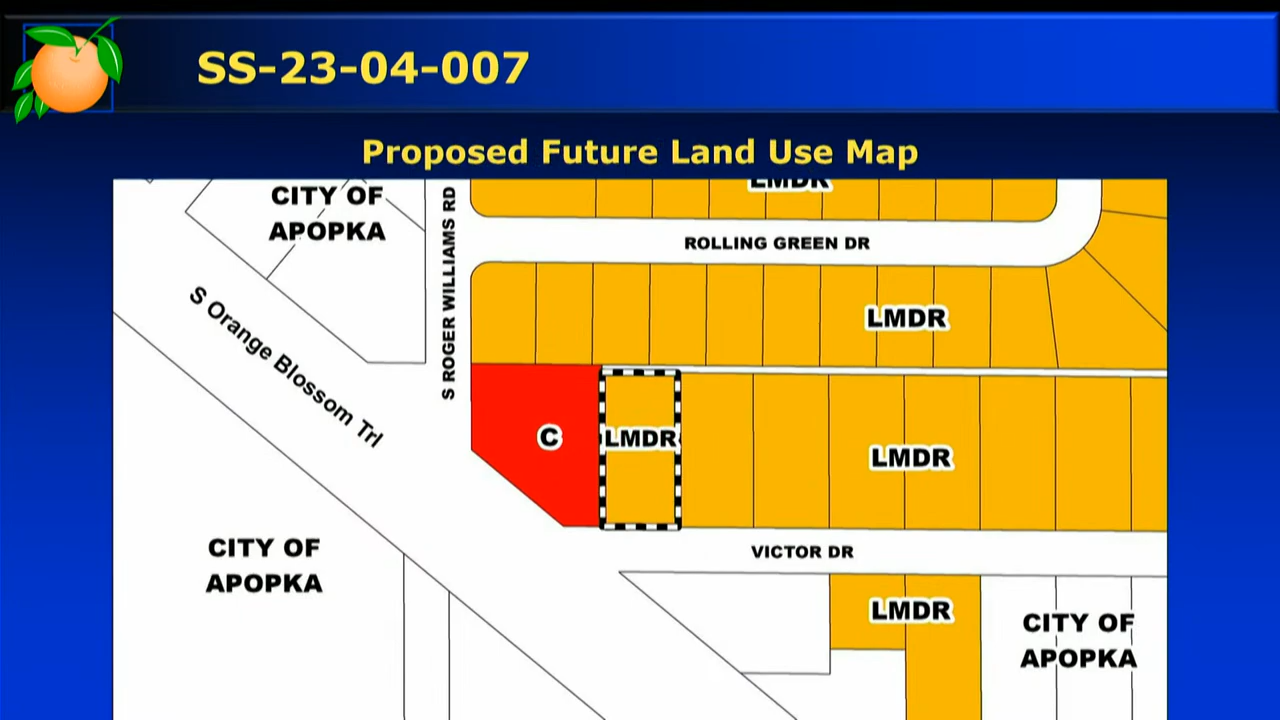 SS-23-04-007
Proposed Future Land Use Map
LMDR
CITY OF
APOPKA
S ROGER WILLIAMS RD
ROLLING GREEN DR
S Orange Blossom Trl
LMDR
C
LMDR
LMDR
VICTOR DR
CITY OF
APOPKA
LMDR
CITY OF
APOPKA